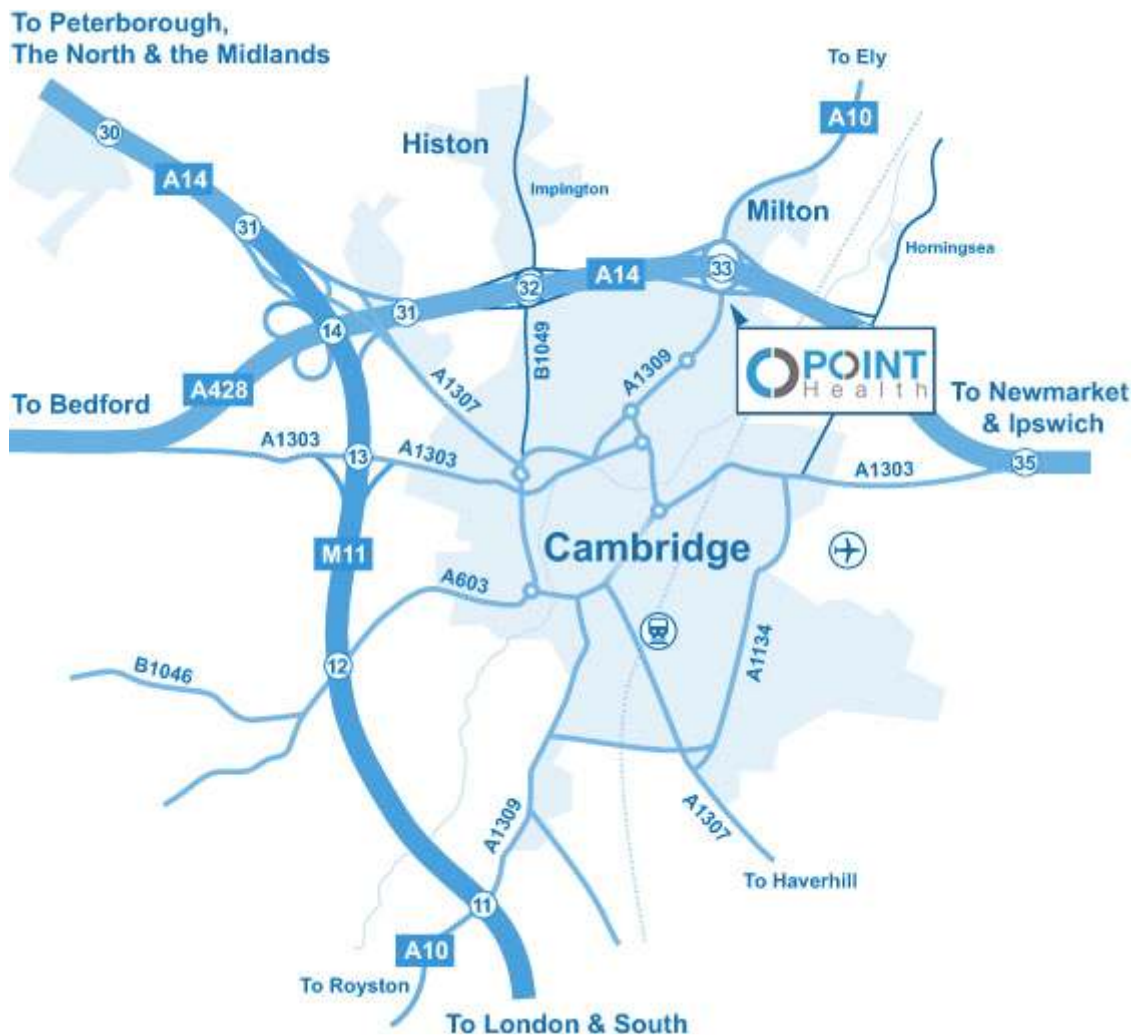 To Peterborough,
The North & the Midlands
To Ely
30
A10
Histon
A14
Impington
Milton
31
Horningsea
33
A14
32
31
14
B1049
A1309
POINT
Health
A428
A1307
To Bedford
To Newmarket
& Ipswich
A1303
13
A1303
A1303
35
Cambridge
M11
A603
A1134
12
B1046
A1309
A1307
To Haverhill
11
A10
To Royston
To London & South